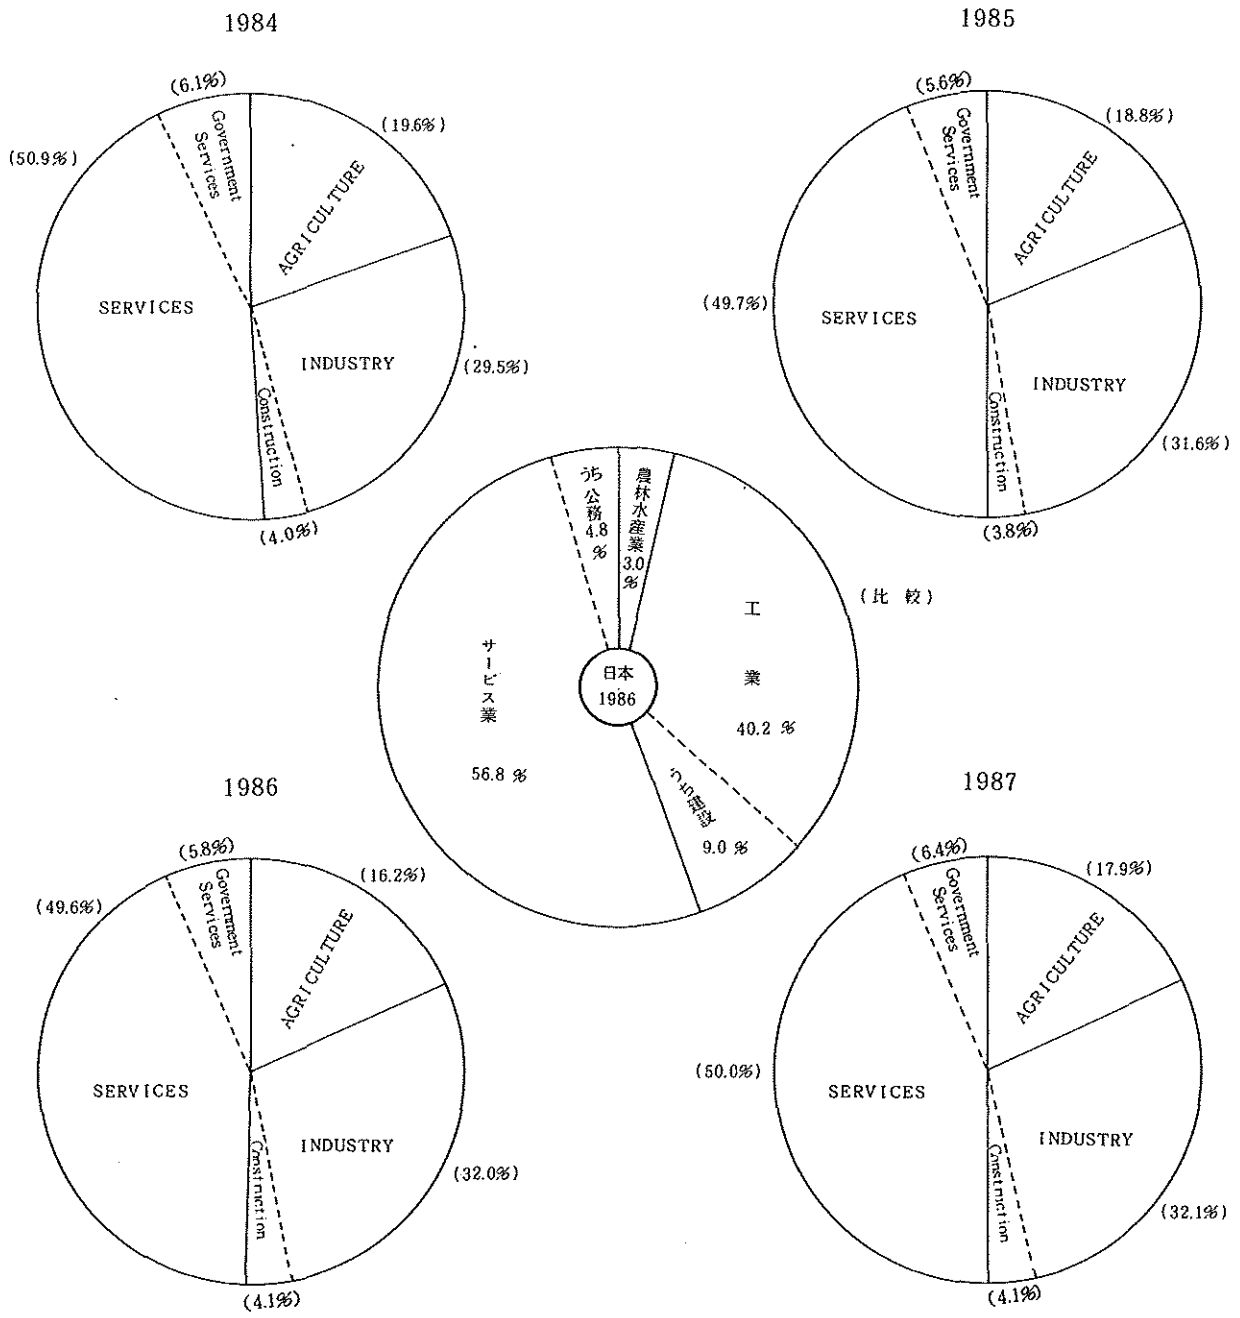 1984
(6.1%)
(19.6%)
(50.9%)
Government
Services
AGRICULTURE
SERVICES
INDUSTRY
(29.5%)
Construction
(4.0%)
1985
(5.6%)
(18.8%)
Government
Services
AGRICULTURE
(49.7%)
SERVICES
INDUSTRY
(31.6%)
Construction
(3.8%)
うち公務
4.8
%
農林水産業
3.0
%
(比較)
工業
40.2 %
サービス業
56.8 %
日本
1986
うち建設
9.0 %
1986
(5.8%)
(16.2%)
(49.6%)
Government
Services
AGRICULTURE
SERVICES
INDUSTRY
(32.0%)
Construction
(4.1%)
1987
(6.4%)
(17.9%)
Government
Services
AGRICULTURE
(50.0%)
SERVICES
INDUSTRY
(32.1%)
Construction
(4.1%)